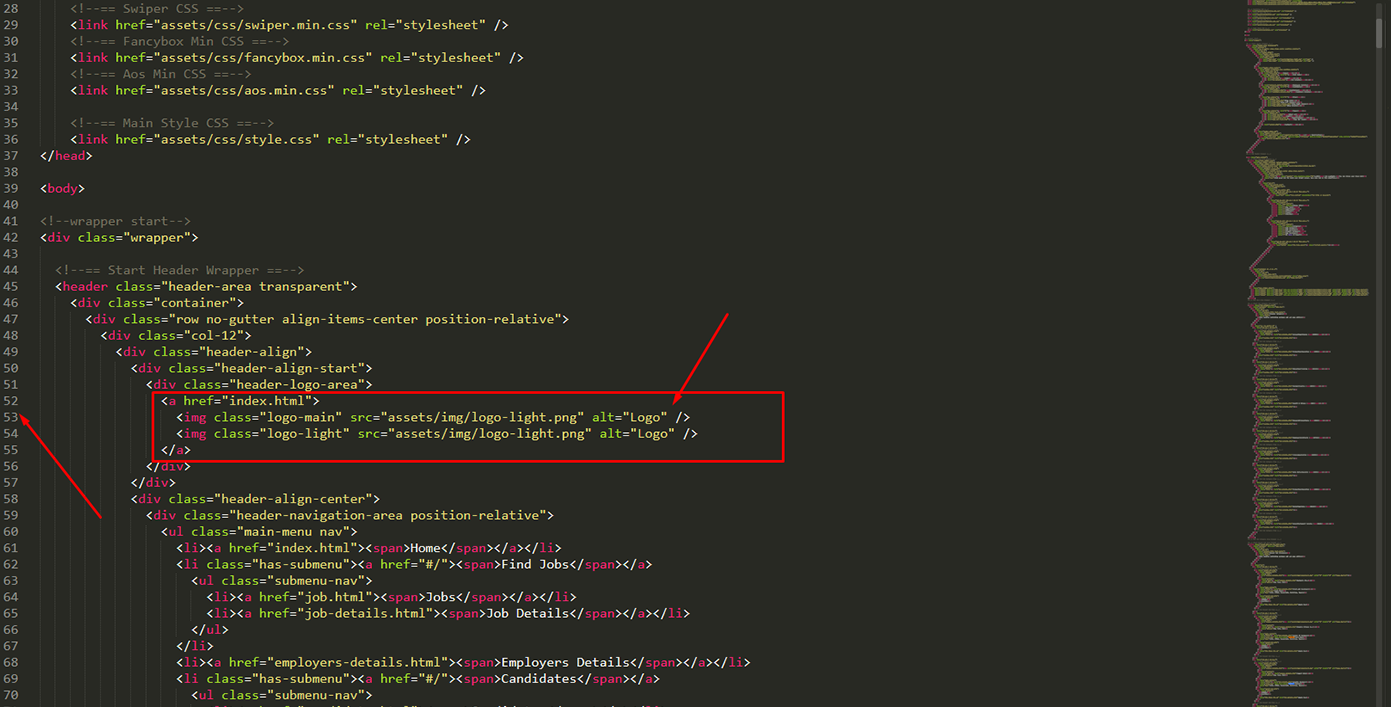 28 <!--== Swiper CSS ==-->
29 <link href="assets/css/swiper.min.css" rel="stylesheet" />
30 <!--== Fancybox Min CSS ==-->
31 <link href="assets/css/fancybox.min.css" rel="stylesheet" />
32 <!--== Aos Min CSS ==-->
33 <link href="assets/css/aos.min.css" rel="stylesheet" />
34
35 <!--== Main Style CSS ==-->
36 <link href="assets/css/style.css" rel="stylesheet" />
37 </head>
38
39 <body>
40
41 <!--wrapper start-->
42 <div class="wrapper">
43
44 <!--== Start Header Wrapper ==-->
45 <header class="header-area transparent">
46 <div class="container">
47 <div class="row no-gutter align-items-center position-relative">
48 <div class="col-12">
49 <div class="header-align">
50 <div class="header-align-start">
51 <div class="header-logo-area">
52 <a href="index.html">
53 <img class="logo-main" src="assets/img/logo-light.png" alt="Logo" />
54 <img class="logo-light" src="assets/img/logo-light.png" alt="Logo" />
55 </a>
56 </div>
57 </div>
58 <div class="header-align-center">
59 <div class="header-navigation-area position-relative">
60 <ul class="main-menu nav">
61 <li><a href="index.html"><span>Home</span></a></li>
62 <li class="has-submenu"><a href="#/"><span>Find Jobs</span></a>
63 <ul class="submenu-nav">
64 <li><a href="job.html"><span>Jobs</span></a></li>
65 <li><a href="job-details.html"><span>Job Details</span></a></li>
66 </ul>
67 </li>
68 <li><a href="employers-details.html"><span>Employers Details</span></a></li>
69 <li class="has-submenu"><a href="#/"><span>Candidates</span></a>
70 <ul class="submenu-nav">